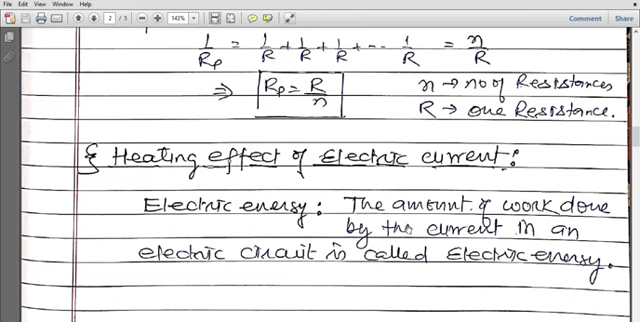 File Edit View Window Help
2 / 5 143% Comment Share
1/Rp = 1/R + 1/R + 1/R + -- 1/R = n/R
⇒ Rp = R/n n → no of Resistances
R → one Resistance.
{ Heating effect of Electric current:
Electric energy: The amount of work done
by the current in an
electric circuit is called Electric energy.